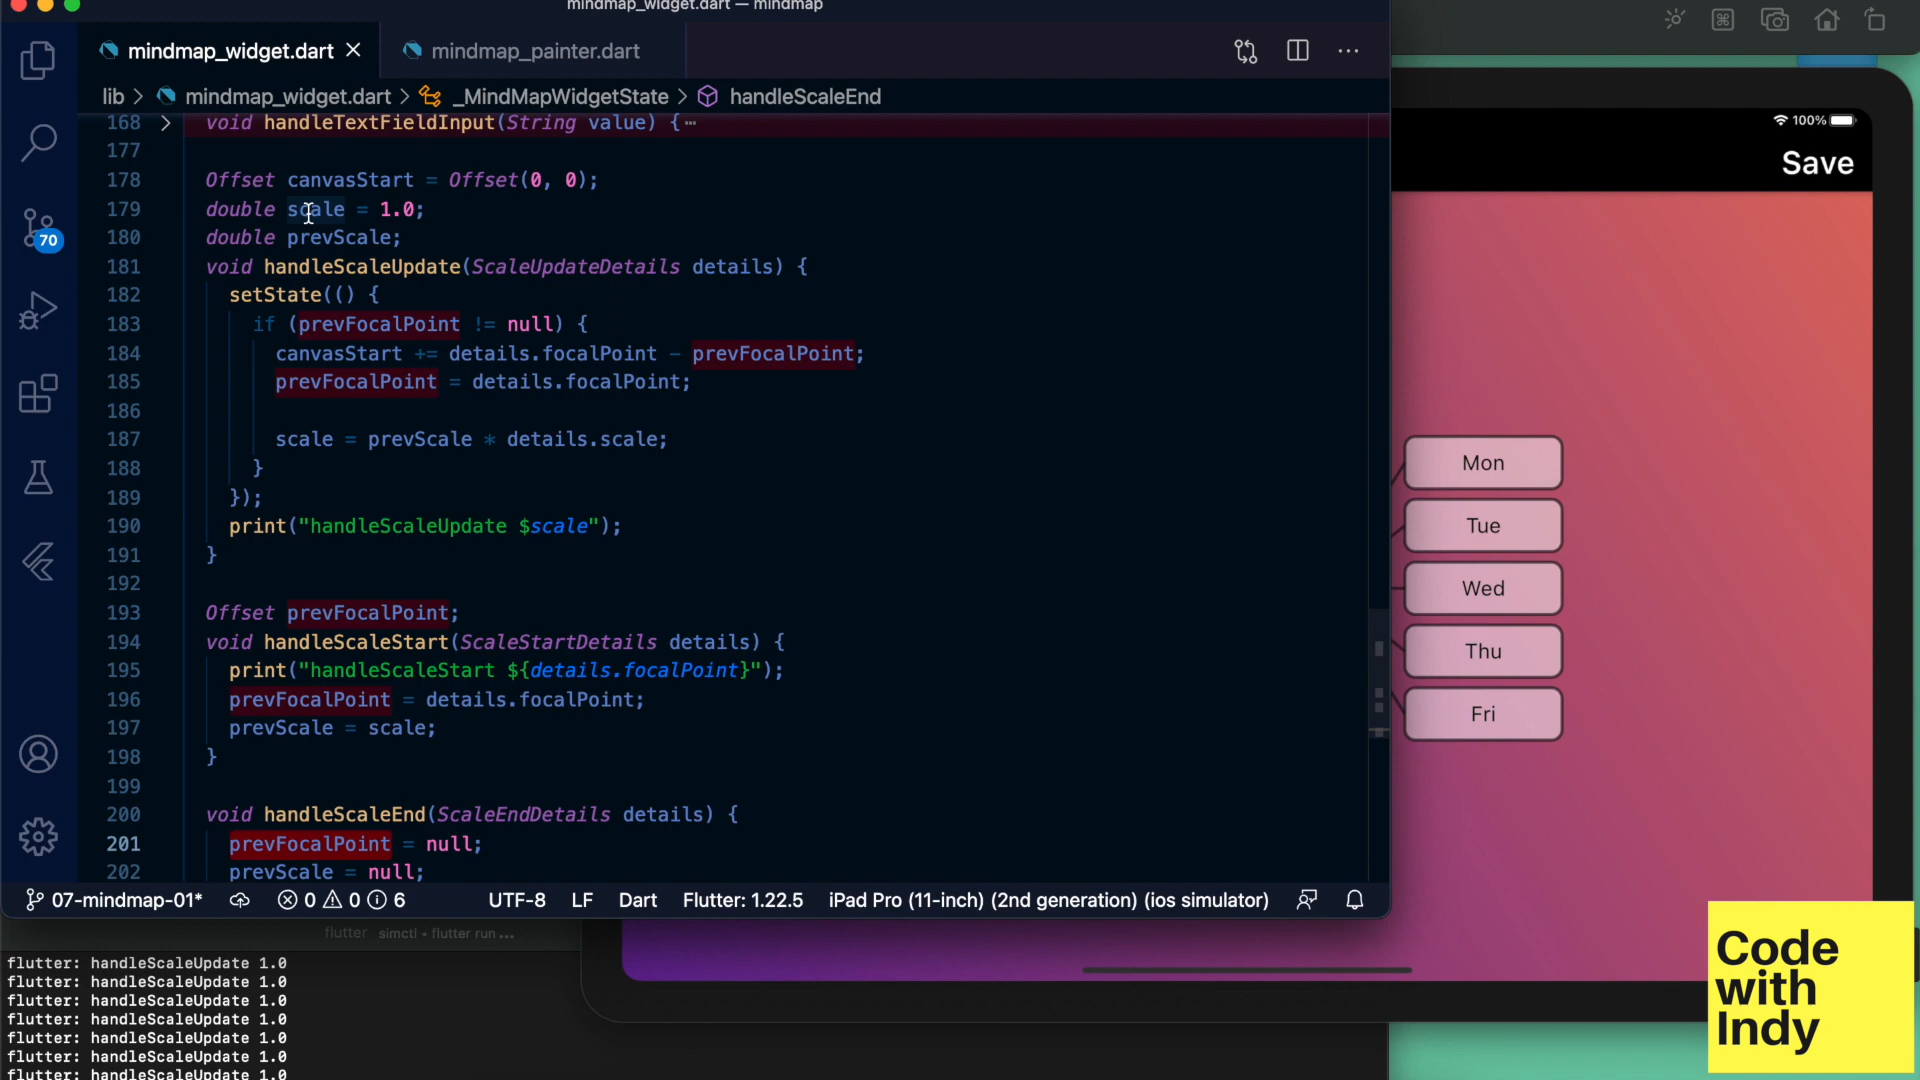 mindmap_widget.dart — mindmap
mindmap_widget.dart
mindmap_painter.dart
lib > mindmap_widget.dart > _MindMapWidgetState > handleScaleEnd
168 void handleTextFieldInput(String value) {⋯
177
178 Offset canvasStart = Offset(0, 0);
179 double scale = 1.0;
180 double prevScale;
181 void handleScaleUpdate(ScaleUpdateDetails details) {
182 setState(() {
183 if (prevFocalPoint != null) {
184 canvasStart += details.focalPoint - prevFocalPoint;
185 prevFocalPoint = details.focalPoint;
186
187 scale = prevScale * details.scale;
188 }
189 });
190 print("handleScaleUpdate $scale");
191 }
192
193 Offset prevFocalPoint;
194 void handleScaleStart(ScaleStartDetails details) {
195 print("handleScaleStart ${details.focalPoint}");
196 prevFocalPoint = details.focalPoint;
197 prevScale = scale;
198 }
199
200 void handleScaleEnd(ScaleEndDetails details) {
201 prevFocalPoint = null;
202 prevScale = null;
70
07-mindmap-01* 0 0 6 UTF-8 LF Dart Flutter: 1.22.5 iPad Pro (11-inch) (2nd generation) (ios simulator)
flutter simctl • flutter run ...
flutter: handleScaleUpdate 1.0
flutter: handleScaleUpdate 1.0
flutter: handleScaleUpdate 1.0
flutter: handleScaleUpdate 1.0
flutter: handleScaleUpdate 1.0
flutter: handleScaleUpdate 1.0
flutter: handleScaleUpdate 1.0
100%
Save
Mon
Tue
Wed
Thu
Fri
Code
with
Indy